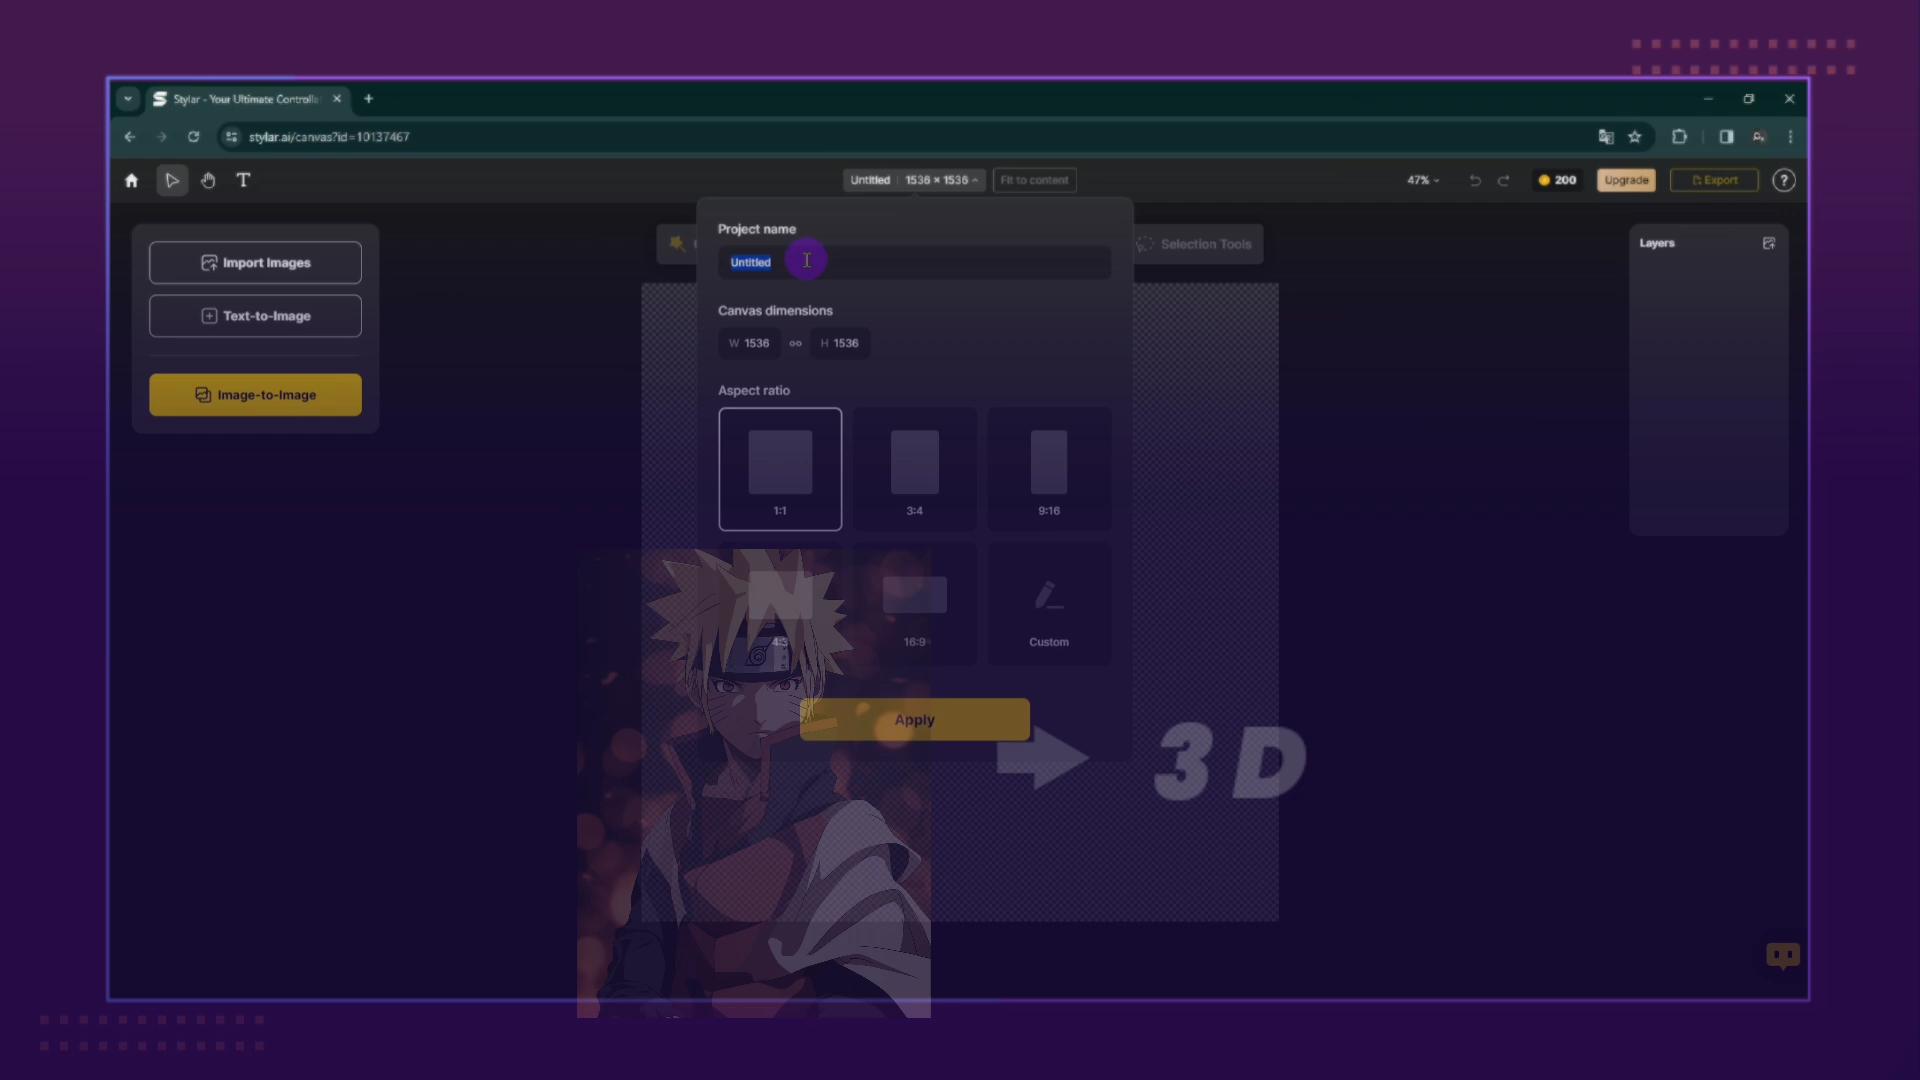 Stylar - Your Ultimate Controlla
stylar.ai/canvas?id=10137467
T
Untitled 1536 × 1536
Fit to content
47%
200
Upgrade
Export
?
Import Images
Text-to-Image
Image-to-Image
Project name
Untitled
Canvas dimensions
W 1536
H 1536
Aspect ratio
1:1
3:4
9:16
4:3
16:9
Custom
Apply
Selection Tools
Layers
3D